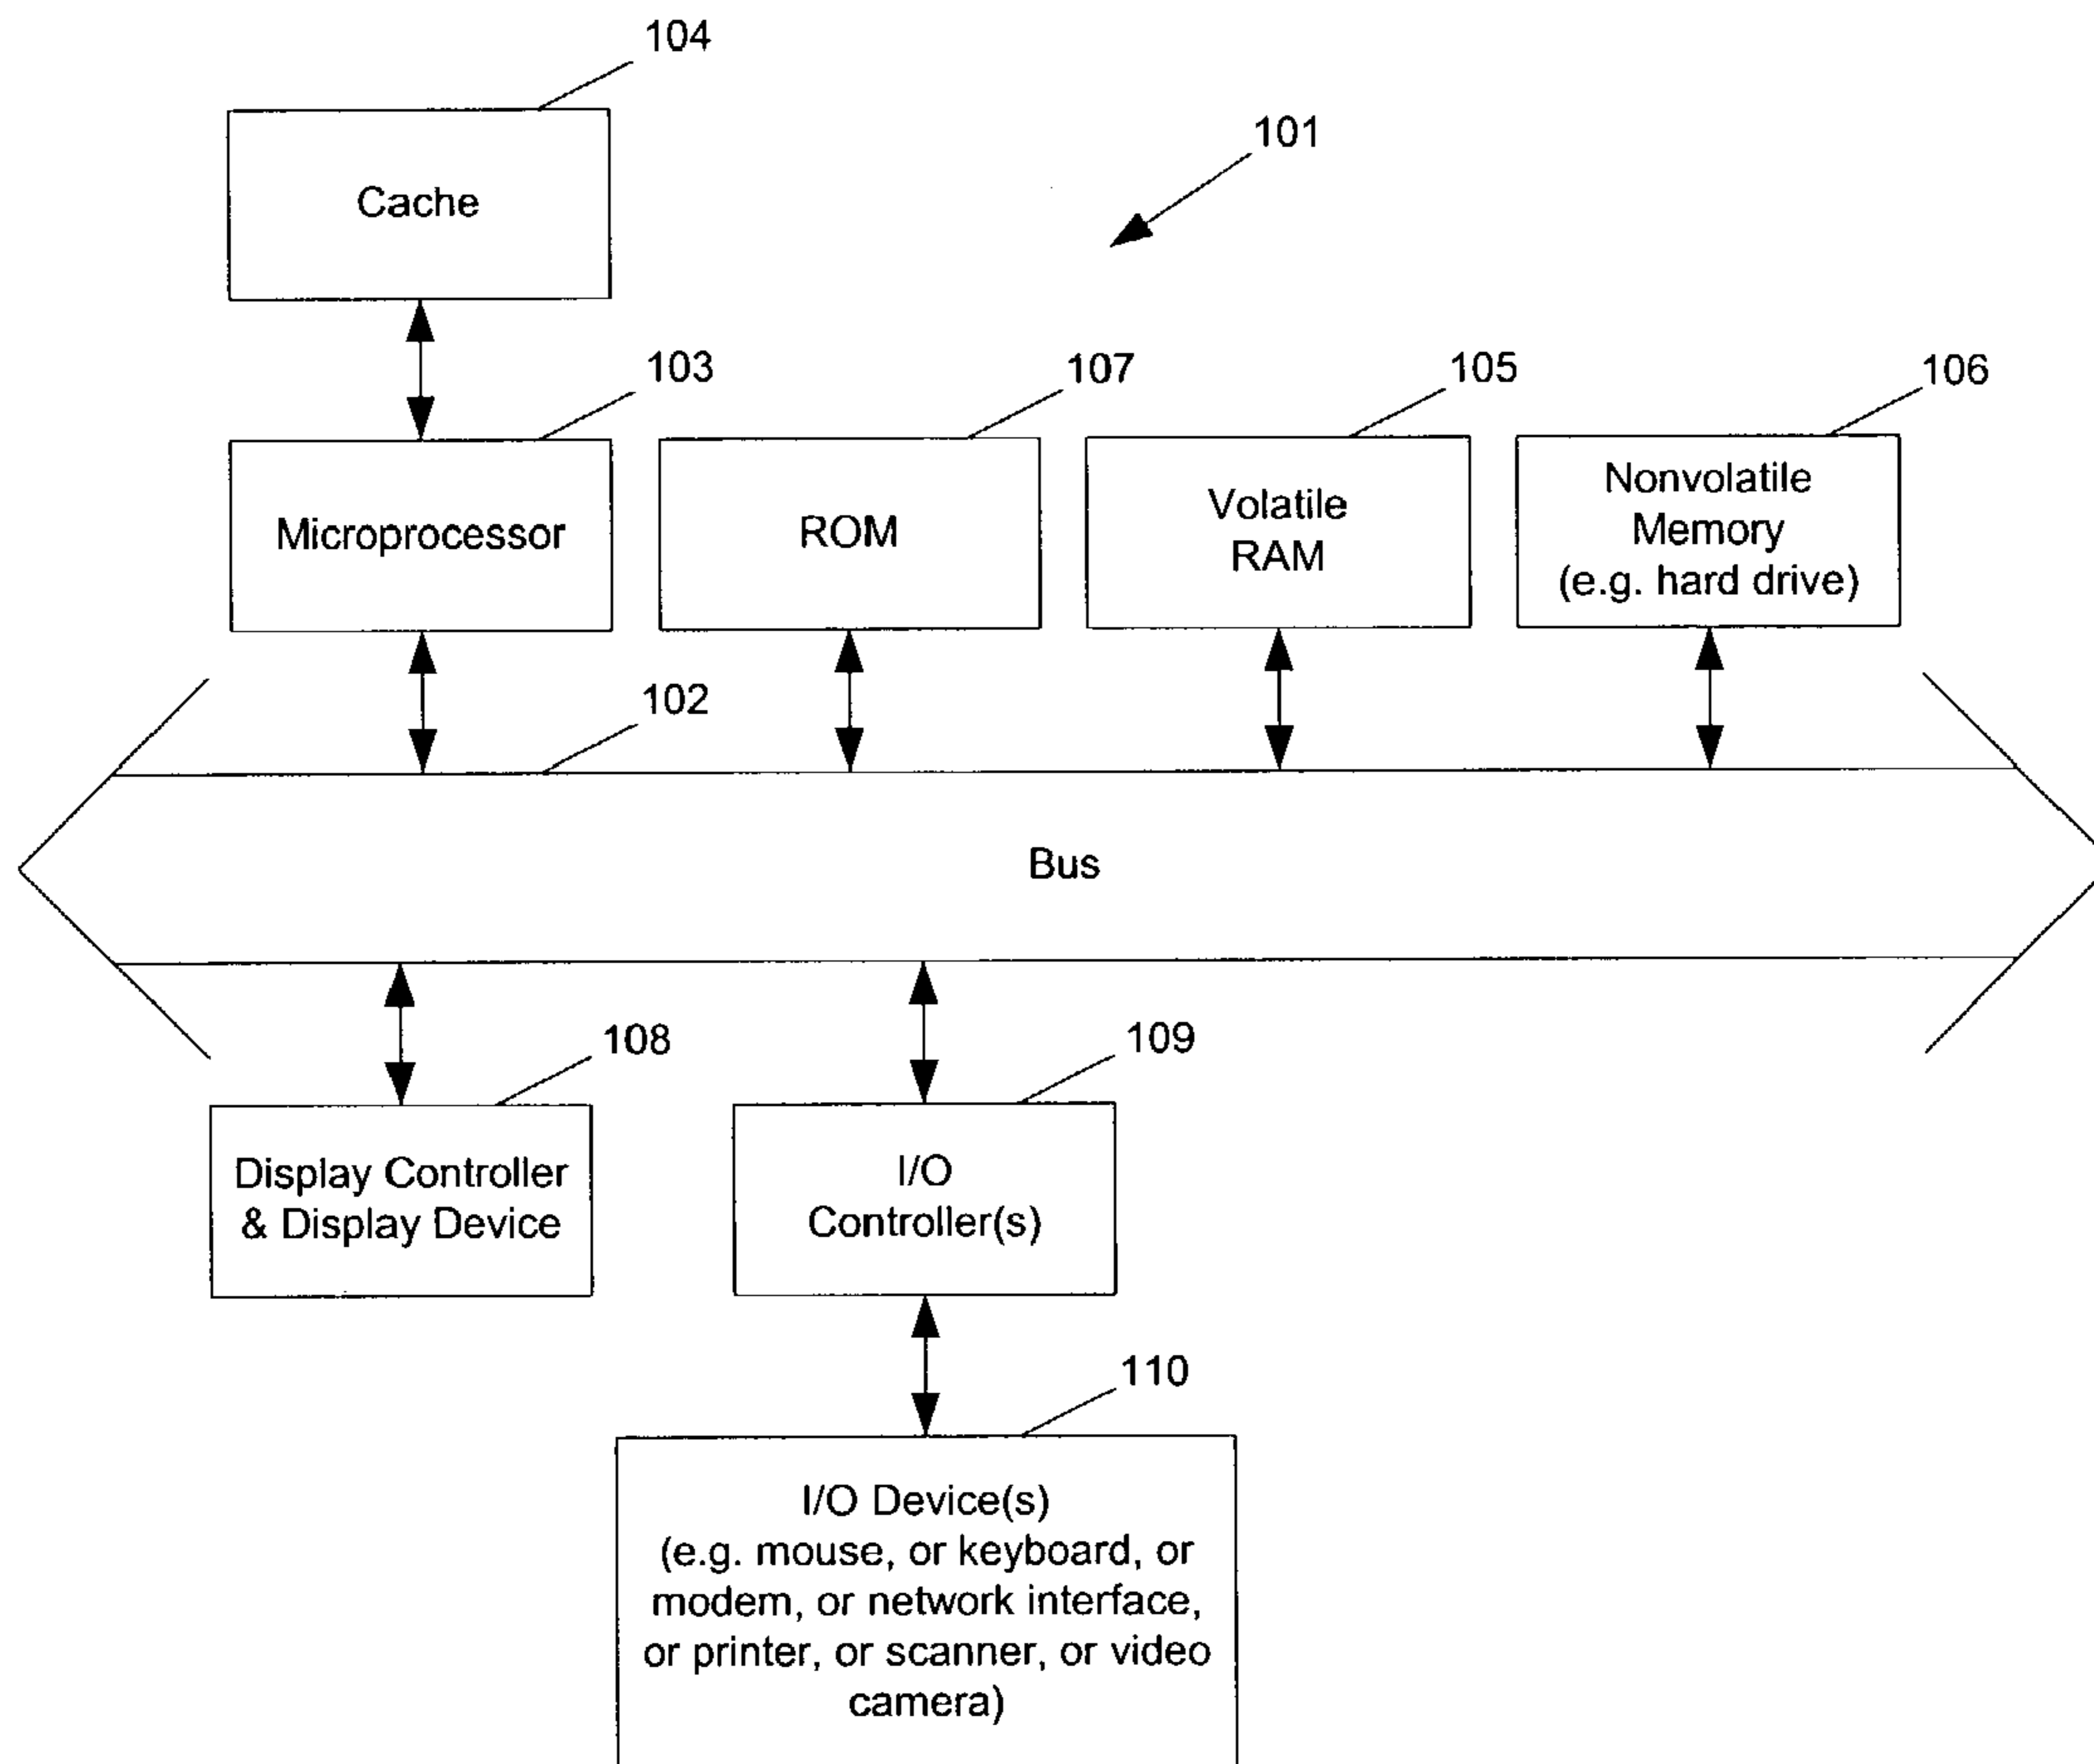 104
101
Cache
103
107
105
106
Microprocessor
ROM
Volatile
RAM
Nonvolatile
Memory
(e.g. hard drive)
102
Bus
108
109
Display Controller
& Display Device
I/O
Controller(s)
110
I/O Device(s)
(e.g. mouse, or keyboard, or
modem, or network interface,
or printer, or scanner, or video
camera)